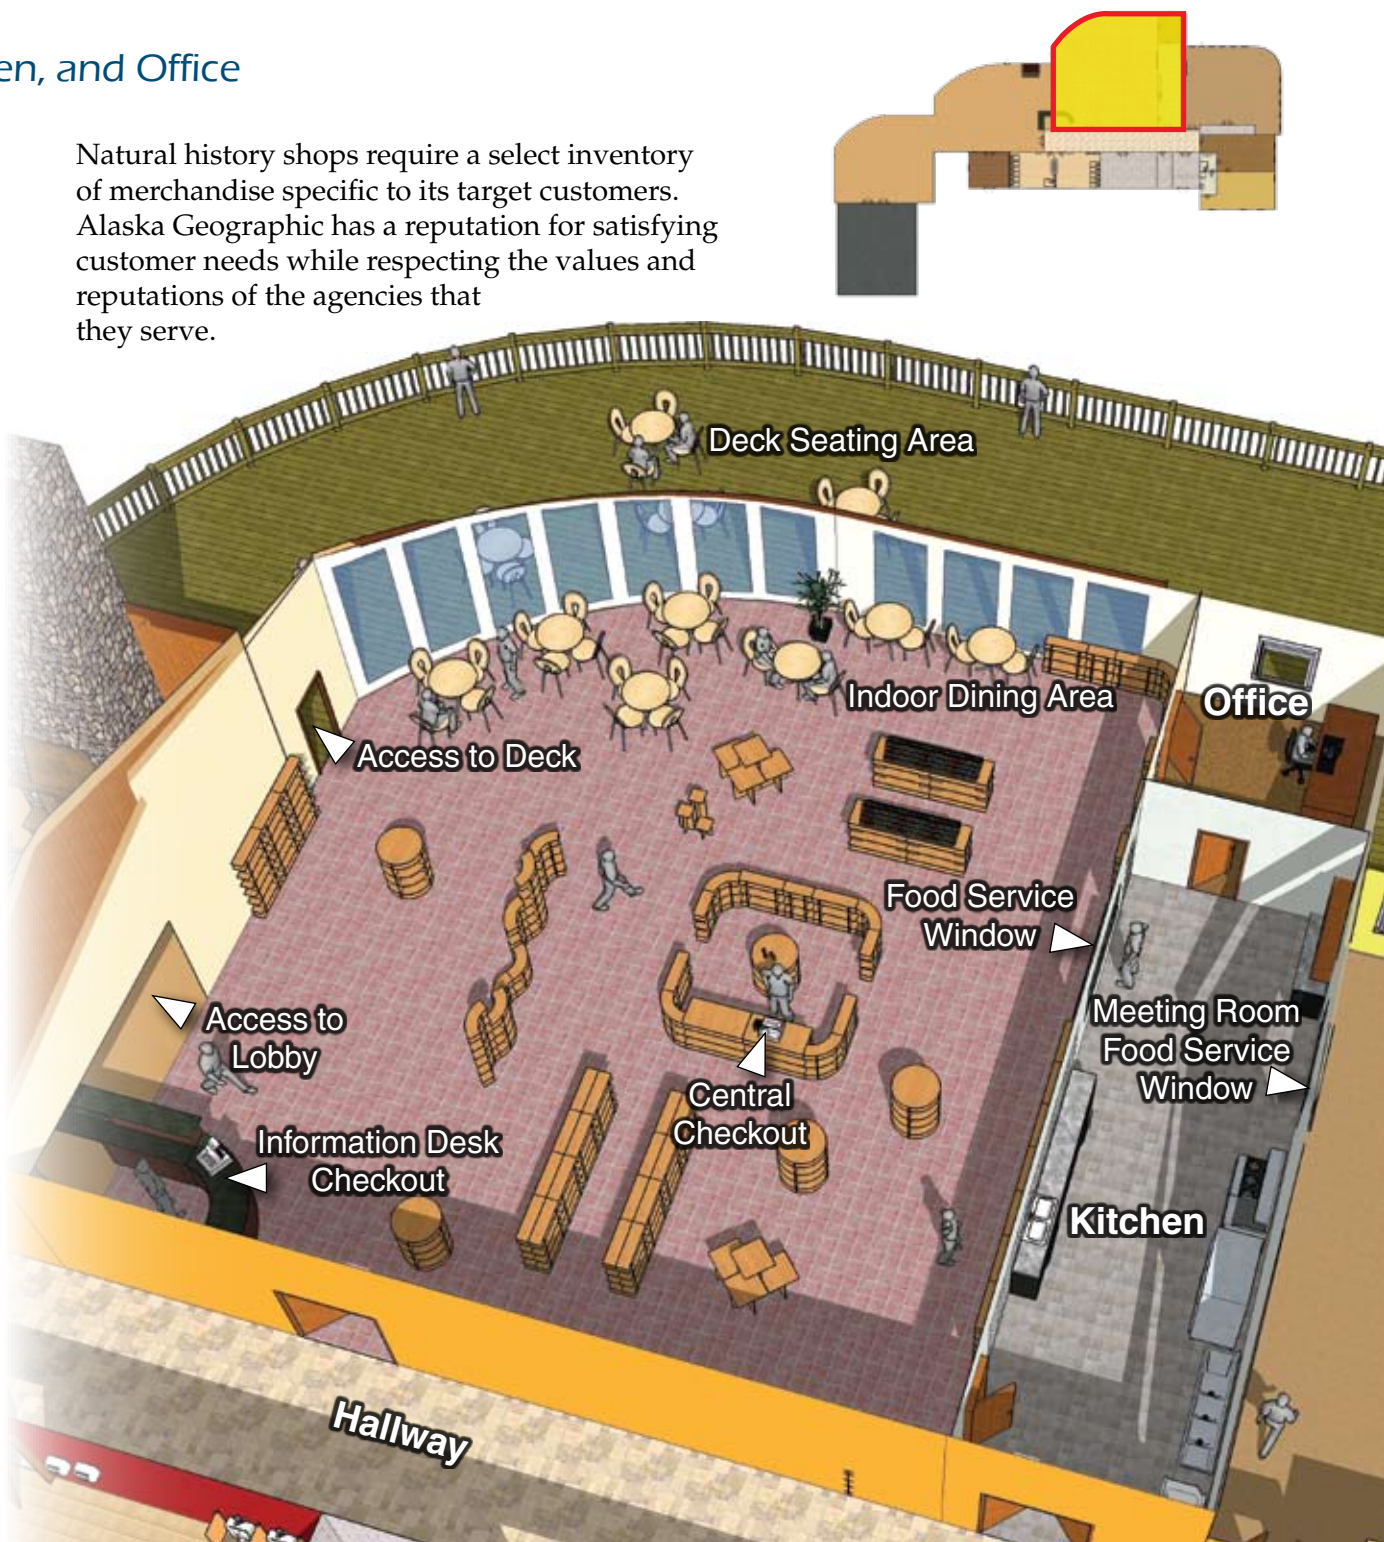 en, and Office
Natural history shops require a select inventory
of merchandise specific to its target customers.
Alaska Geographic has a reputation for satisfying
customer needs while respecting the values and
reputations of the agencies that
they serve.
Deck Seating Area
Indoor Dining Area
Office
Access to Deck
Food Service
Window
Access to
Lobby
Meeting Room
Food Service
Window
Central
Checkout
Information Desk
Checkout
Kitchen
Hallway